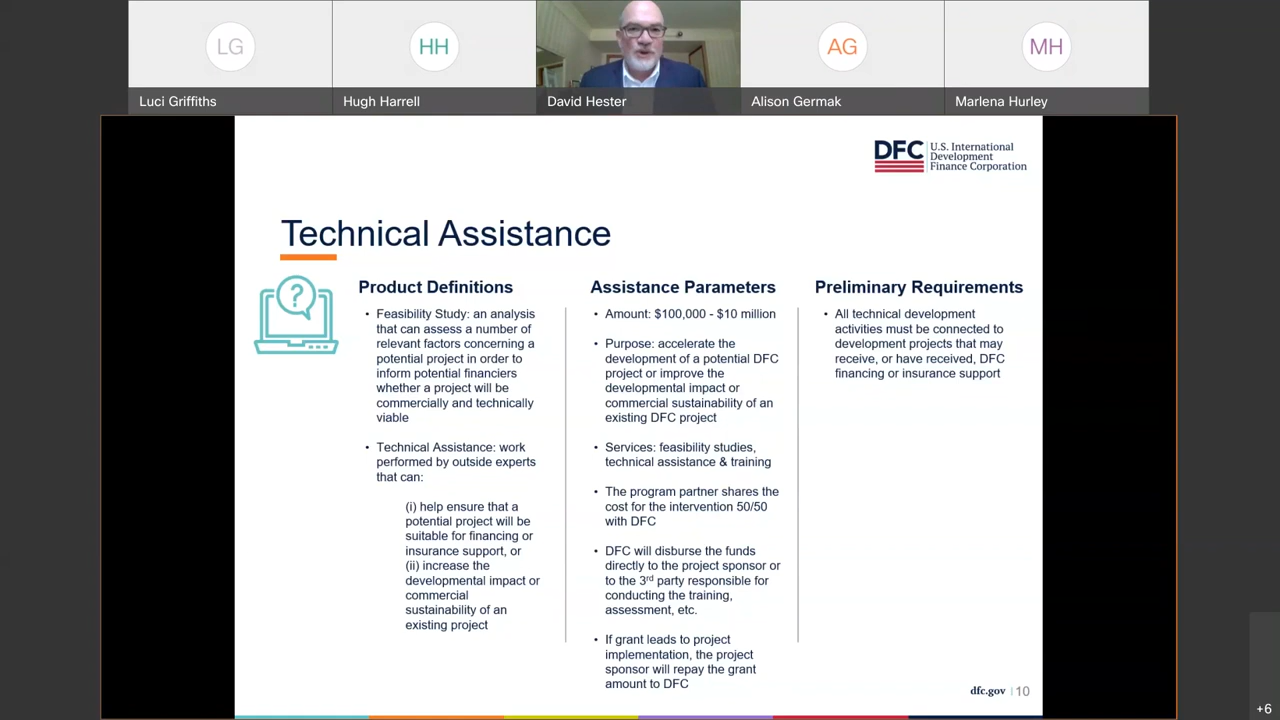 LG
HH
AG
MH
Luci Griffiths
Hugh Harrell
David Hester
Alison Germak
Marlena Hurley
DFC
U.S. International
Development
Finance Corporation
Technical Assistance
?
Product Definitions
• Feasibility Study: an analysis
that can assess a number of
relevant factors concerning a
potential project in order to
inform potential financiers
whether a project will be
commercially and technically
viable
• Technical Assistance: work
performed by outside experts
that can:
(i) help ensure that a
potential project will be
suitable for financing or
insurance support, or
(ii) increase the
developmental impact or
commercial
sustainability of an
existing project
Assistance Parameters
• Amount: $100,000 - $10 million
• Purpose: accelerate the
development of a potential DFC
project or improve the
developmental impact or
commercial sustainability of an
existing DFC project
• Services: feasibility studies,
technical assistance & training
• The program partner shares the
cost for the intervention 50/50
with DFC
• DFC will disburse the funds
directly to the project sponsor or
to the 3rd party responsible for
conducting the training,
assessment, etc.
• If grant leads to project
implementation, the project
sponsor will repay the grant
amount to DFC
Preliminary Requirements
• All technical development
activities must be connected to
development projects that may
receive, or have received, DFC
financing or insurance support
dfc.gov | 10
+6